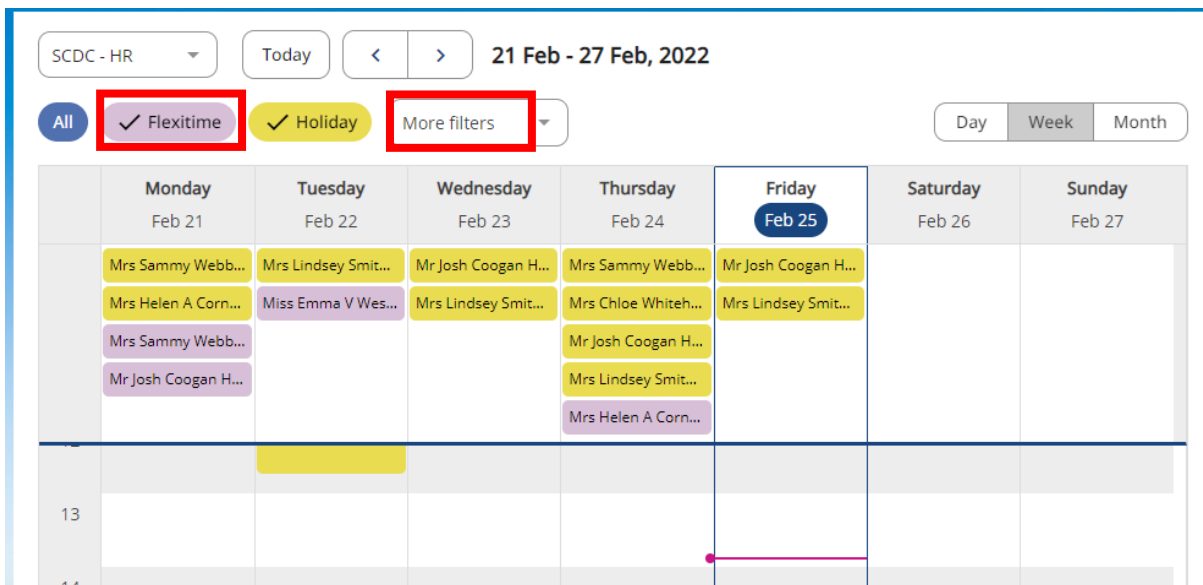 SCDC - HR Today < > 21 Feb - 27 Feb, 2022
All Flexitime Holiday More filters Day Week Month
Monday Tuesday Wednesday Thursday Friday Saturday Sunday
Feb 21 Feb 22 Feb 23 Feb 24 Feb 25 Feb 26 Feb 27
Mrs Sammy Webb... Mrs Lindsey Smit... Mr Josh Coogan H... Mrs Sammy Webb... Mr Josh Coogan H...
Mrs Helen A Corn... Miss Emma V Wes... Mrs Lindsey Smit... Mrs Chloe Whiteh... Mrs Lindsey Smit...
Mrs Sammy Webb... Mr Josh Coogan H...
Mr Josh Coogan H... Mrs Lindsey Smit...
Mrs Helen A Corn...
13